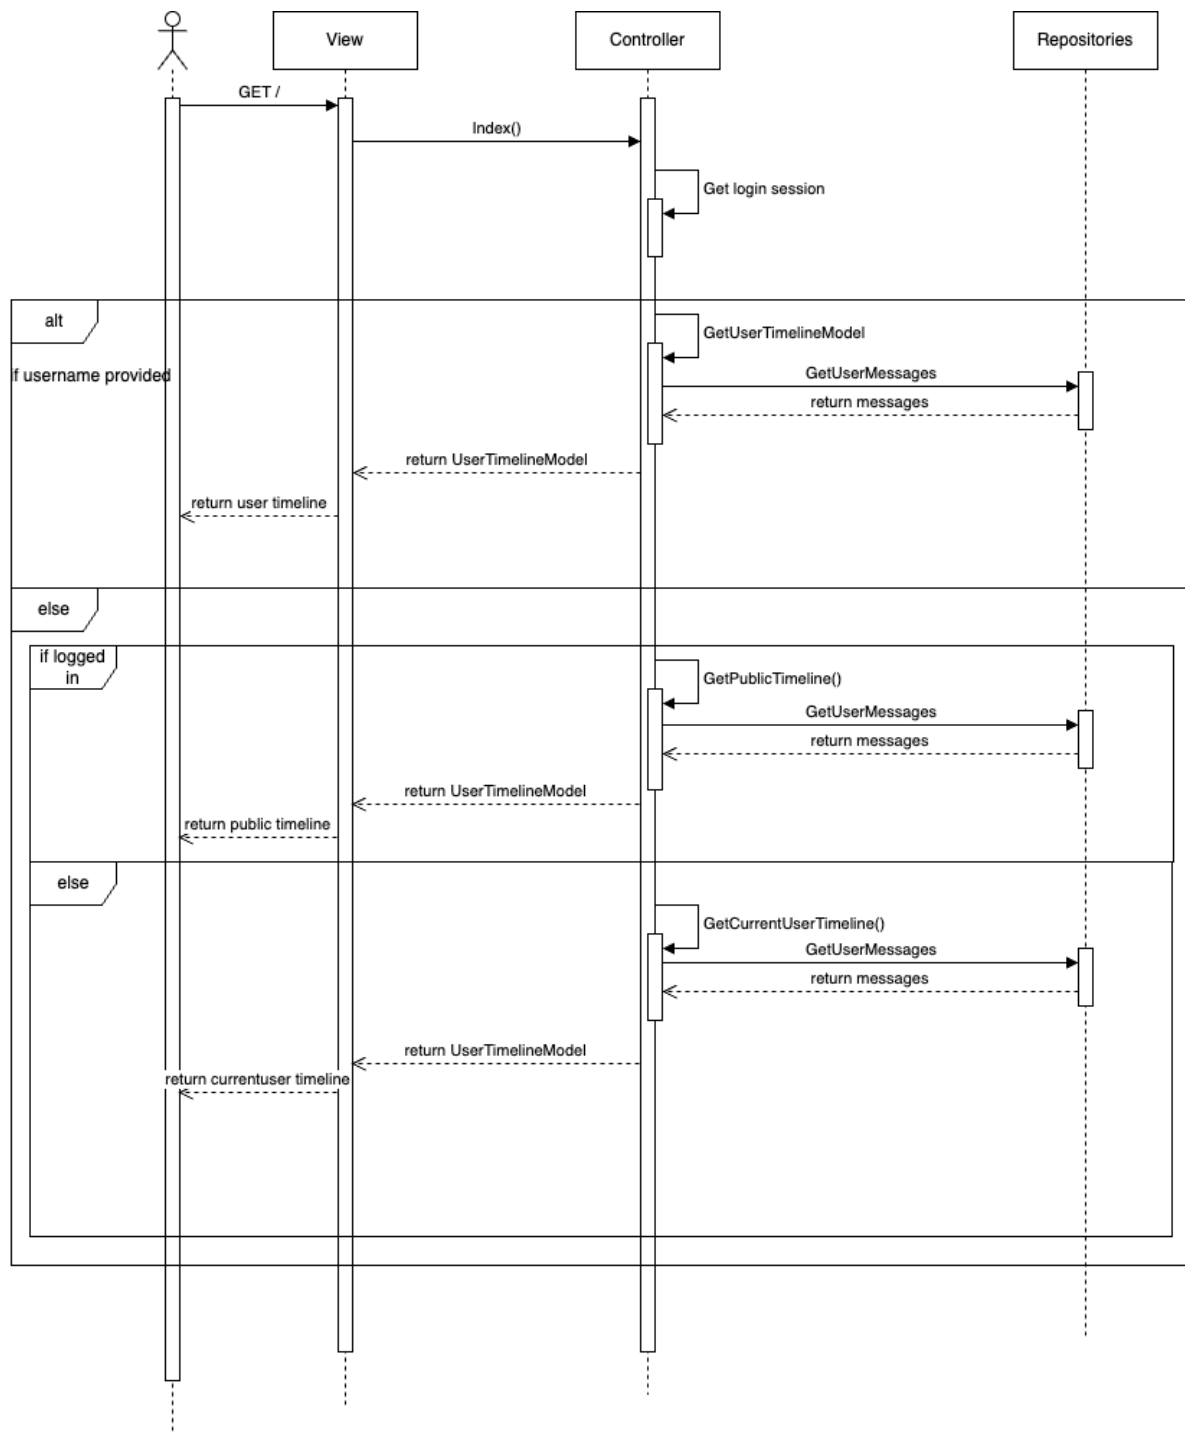 View
Controller
Repositories
GET /
Index()
Get login session
alt
GetUserTimelineModel
if username provided
GetUserMessages
return messages
return UserTimelineModel
return user timeline
else
if logged
in
GetPublicTimeline()
GetUserMessages
return messages
return UserTimelineModel
return public timeline
else
GetCurrentUserTimeline()
GetUserMessages
return messages
return UserTimelineModel
return currentuser timeline